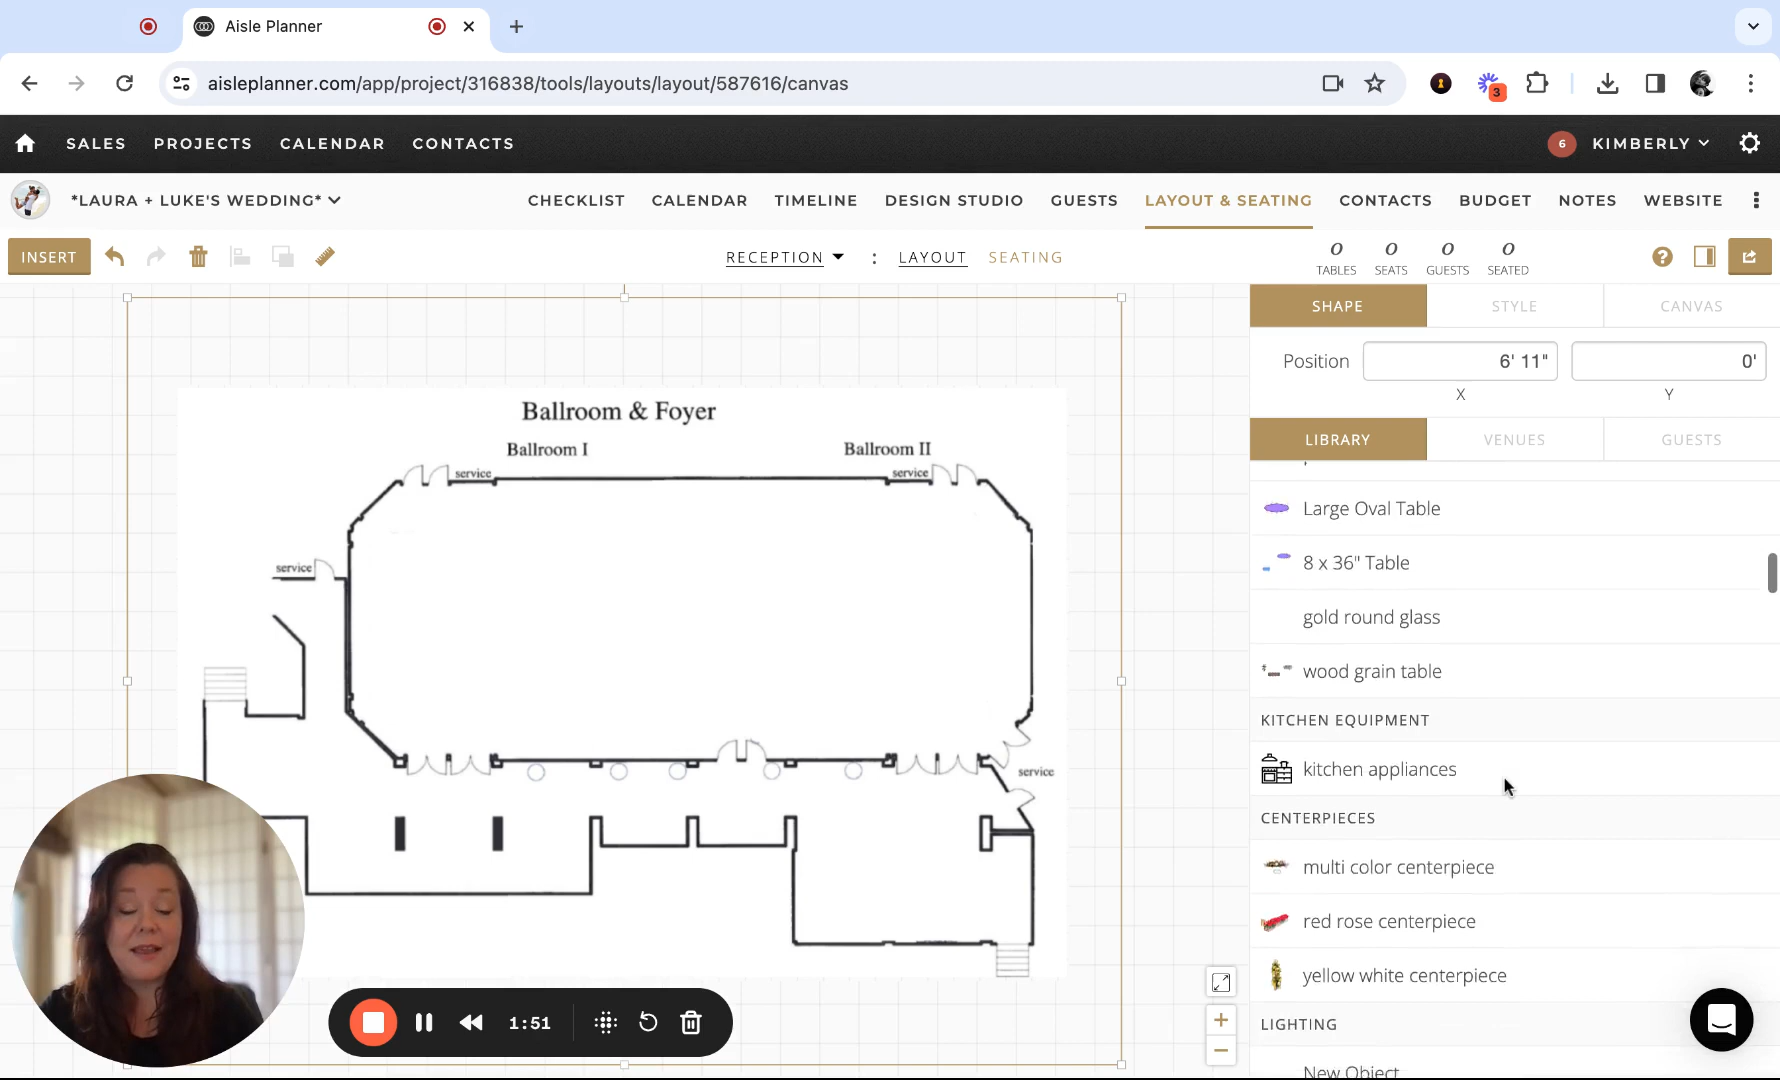 Aisle Planner
aisleplanner.com/app/project/316838/tools/layouts/layout/587616/canvas
3
SALES PROJECTS CALENDAR CONTACTS
6 KIMBERLY
*LAURA + LUKE'S WEDDING*
CHECKLIST CALENDAR TIMELINE DESIGN STUDIO GUESTS LAYOUT & SEATING CONTACTS BUDGET NOTES WEBSITE
INSERT
RECEPTION : LAYOUT SEATING
0 0 0 0
TABLES SEATS GUESTS SEATED
?
SHAPE STYLE CANVAS
Position 6' 11" 0'
X Y
LIBRARY VENUES GUESTS
Large Oval Table
8 x 36" Table
gold round glass
wood grain table
KITCHEN EQUIPMENT
kitchen appliances
CENTERPIECES
multi color centerpiece
red rose centerpiece
yellow white centerpiece
LIGHTING
New Object
Ballroom & Foyer
Ballroom I Ballroom II
service service
service
service
1:51